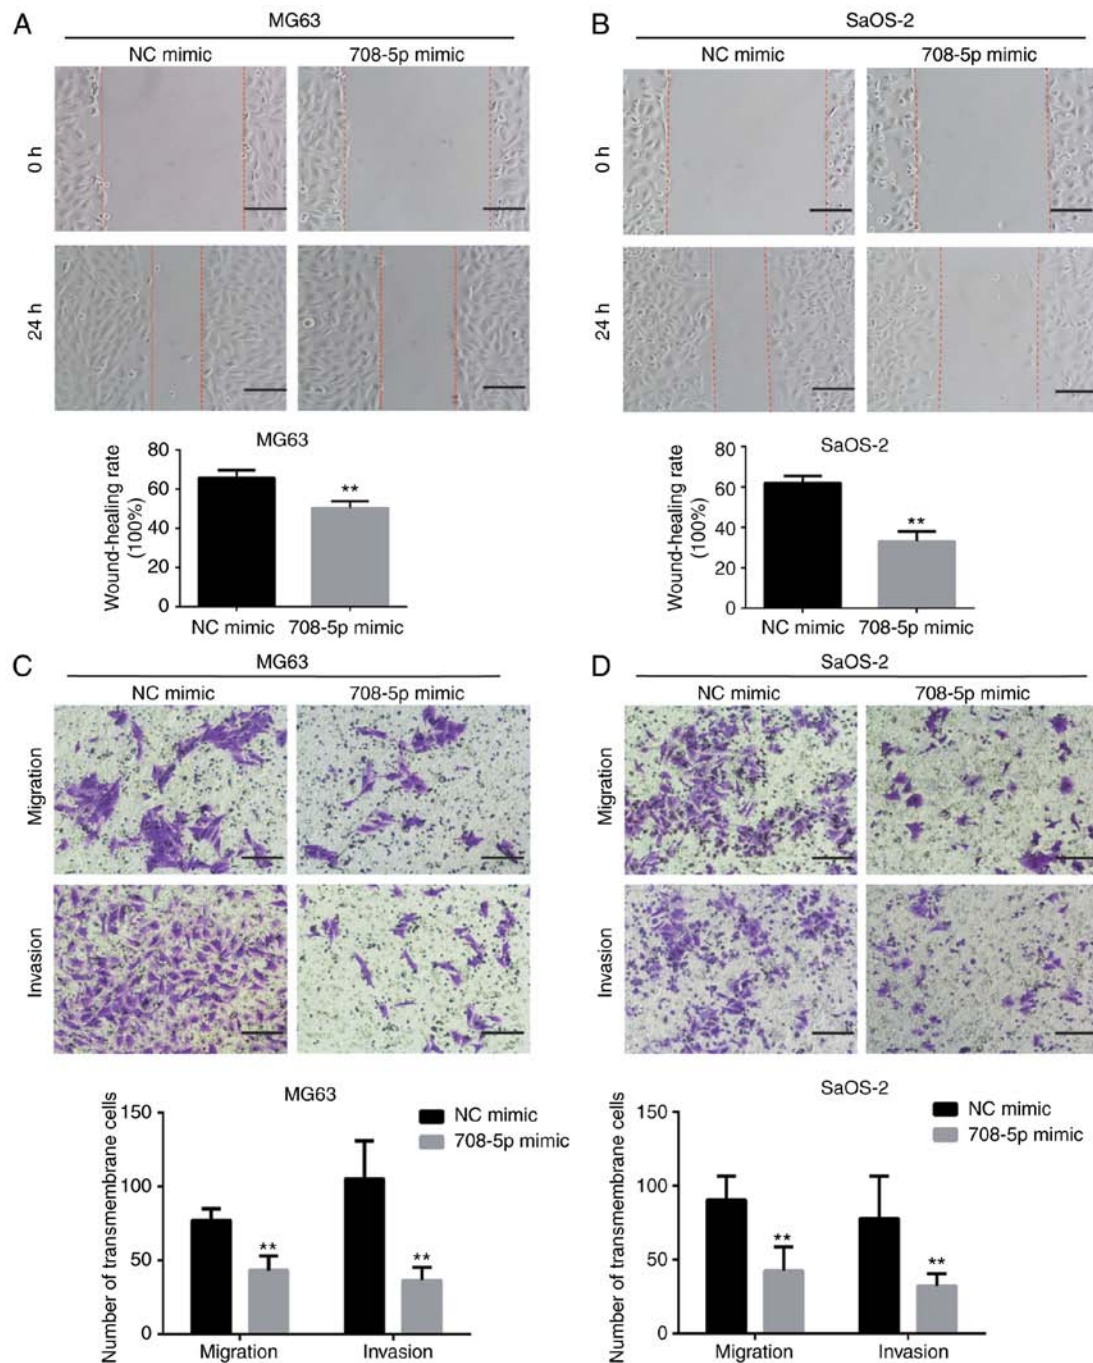 A
MG63
NC mimic 708-5p mimic
0 h
24 h
MG63
Wound-healing rate
(100%)
80
60
40
20
0
**
NC mimic 708-5p mimic
B
SaOS-2
NC mimic 708-5p mimic
0 h
24 h
SaOS-2
Wound-healing rate
(100%)
80
60
40
20
0
**
NC mimic 708-5p mimic
C
MG63
NC mimic 708-5p mimic
Migration
Invasion
MG63
Number of transmembrane cells
150
100
50
0
NC mimic
708-5p mimic
**
**
Migration Invasion
D
SaOS-2
NC mimic 708-5p mimic
Migration
Invasion
SaOS-2
Number of transmembrane cells
150
100
50
0
NC mimic
708-5p mimic
**
**
Migration Invasion